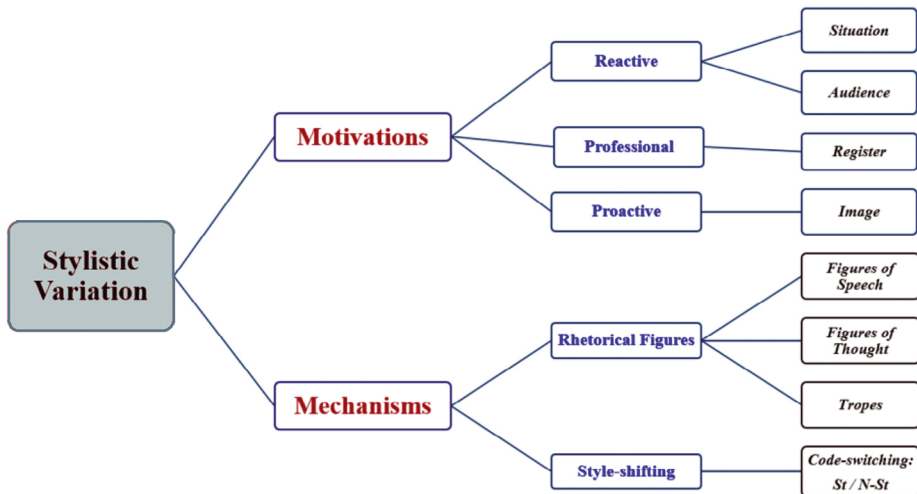 Stylistic
Variation
Motivations
Reactive
Situation
Audience
Professional
Register
Proactive
Image
Mechanisms
Rhetorical Figures
Figures of
Speech
Figures of
Thought
Tropes
Style-shifting
Code-switching:
St / N-St